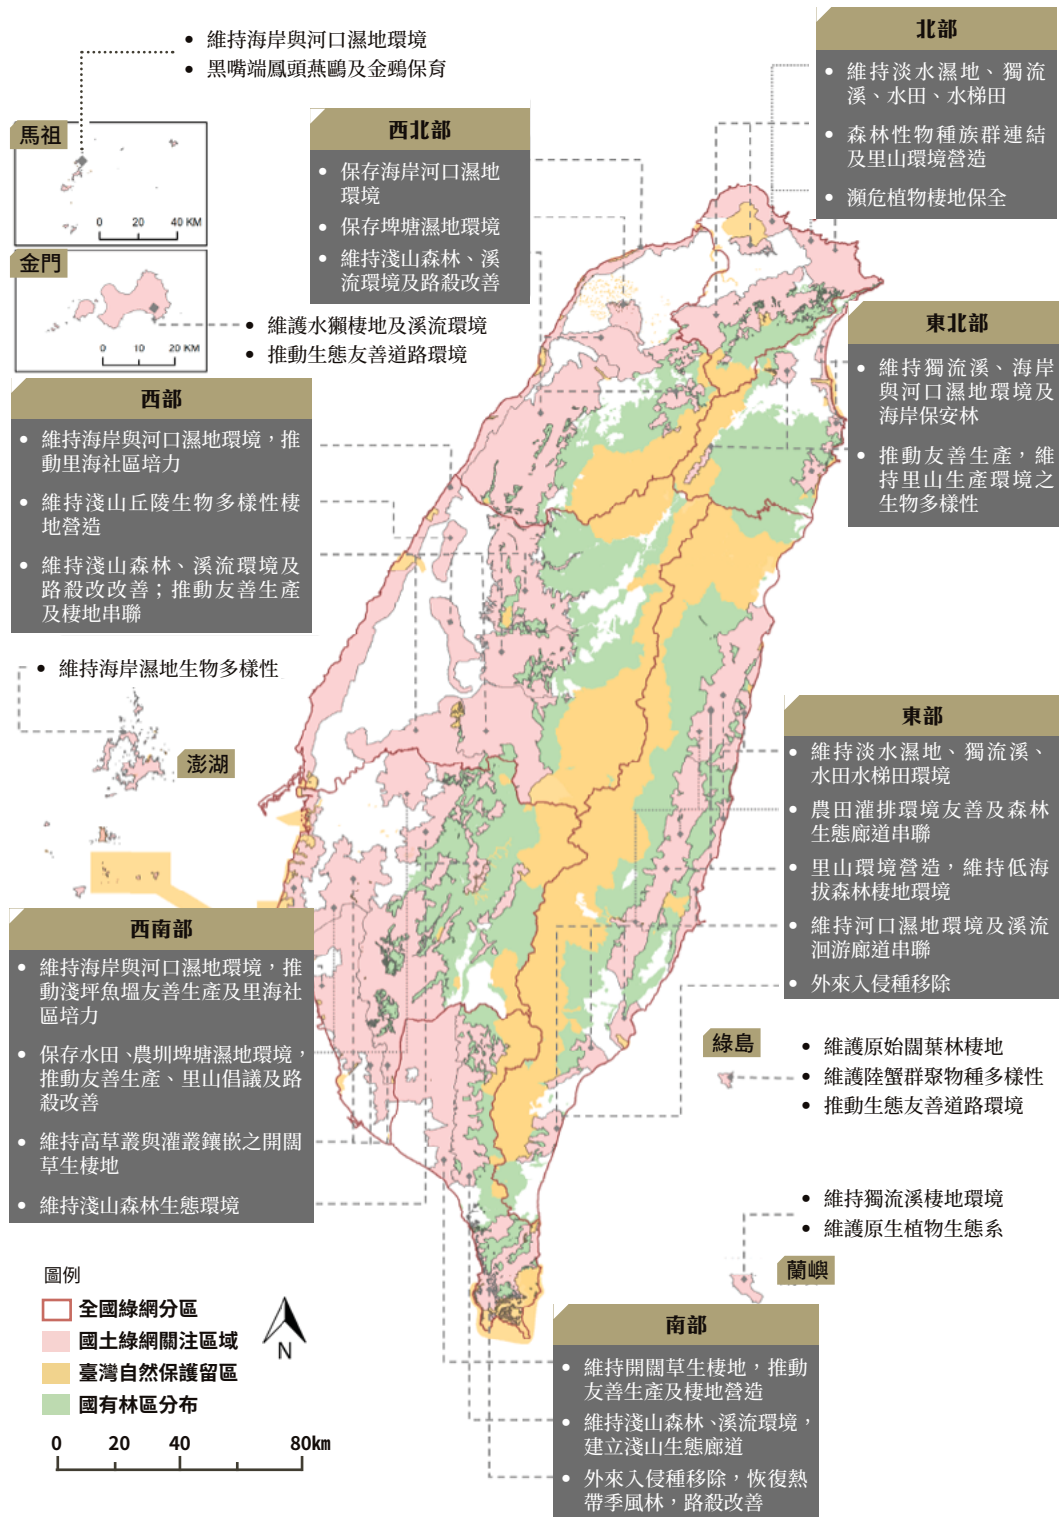 維持海岸與河口濕地環境
黑嘴端鳳頭燕鷗及金鵐保育
馬祖
0 20 40 KM
金門
0 10 20 KM
維護水獺棲地及溪流環境
推動生態友善道路環境
西北部
保存海岸河口濕地
環境
保存埤塘濕地環境
維持淺山森林、溪
流環境及路殺改善
北部
維持淡水濕地、獨流
溪、水田、水梯田
森林性物種族群連結
及里山環境營造
瀕危植物棲地保全
東北部
維持獨流溪、海岸
與河口濕地環境及
海岸保安林
推動友善生產，維
持里山生產環境之
生物多樣性
西部
維持海岸與河口濕地環境，推
動里海社區培力
維持淺山丘陵生物多樣性棲
地營造
維持淺山森林、溪流環境及
路殺改改善；推動友善生產
及棲地串聯
維持海岸濕地生物多樣性
澎湖
東部
維持淡水濕地、獨流溪、
水田水梯田環境
農田灌排環境友善及森林
生態廊道串聯
里山環境營造，維持低海
拔森林棲地環境
維持河口濕地環境及溪流
洄游廊道串聯
外來入侵種移除
西南部
維持海岸與河口濕地環境，推
動淺坪魚塭友善生產及里海社
區培力
保存水田、農圳埤塘濕地環境，
推動友善生產、里山倡議及路
殺改善
維持高草叢與灌叢鑲嵌之開闊
草生棲地
維持淺山森林生態環境
綠島
維護原始闊葉林棲地
維護陸蟹群聚物種多樣性
推動生態友善道路環境
維持獨流溪棲地環境
維護原生植物生態系
蘭嶼
南部
維持開闊草生棲地，推動
友善生產及棲地營造
維持淺山森林、溪流環境，
建立淺山生態廊道
外來入侵種移除，恢復熱
帶季風林，路殺改善
圖例
全國綠網分區
國土綠網關注區域
臺灣自然保護留區
國有林區分布
N
0 20 40 80km